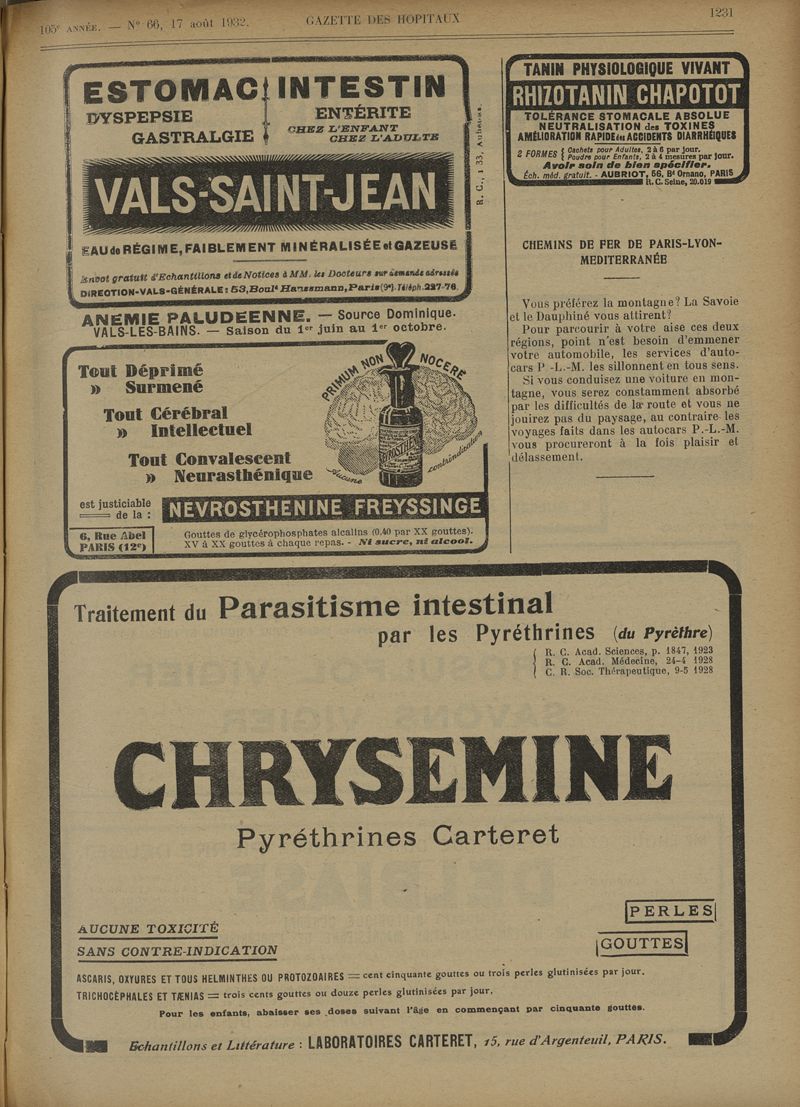 105e ANNÉE. — No 66, 17 août 1932.
GAZETTE DES HOPITAUX
1231
ESTOMAC INTESTIN
DYSPEPSIE
GASTRALGIE
ENTÉRITE
CHEZ L'ENFANT
CHEZ L'ADULTE
VALS-SAINT-JEAN
EAU de RÉGIME, FAIBLEMENT MINÉRALISÉE et GAZEUSE
Envoi gratuit d'Echantillons et de Notices à MM. les Docteurs sur demande adressée
DIRECTION-VALS-GÉNÉRALE: 53, Boult Haussmann, Paris (9e). Téléph. 227-76.
R. C., 1 33, Aubenas.
ANEMIE PALUDEENNE. — Source Dominique.
VALS-LES-BAINS. — Saison du 1er juin au 1er octobre.
Tout Déprimé
» Surmené
Tout Cérébral
» Intellectuel
Tout Convalescent
» Neurasthénique
PRIMUM NON NOCERE
Aucune contrindication
est justiciable
de la :
NEVROSTHENINE FREYSSINGE
6, Rue Abel
PARIS (12e)
Gouttes de glycérophosphates alcalins (0,40 par XX gouttes).
XV à XX gouttes à chaque repas. - Ni sucre, ni alcool.
TANIN PHYSIOLOGIQUE VIVANT
RHIZOTANIN CHAPOTOT
TOLÉRANCE STOMACALE ABSOLUE
NEUTRALISATION des TOXINES
AMÉLIORATION RAPIDE des ACCIDENTS DIARRHÉIQUES
2 FORMES { Cachets pour Adultes, 2 à 6 par jour.
Poudre pour Enfants, 2 à 4 mesures par jour.
Avoir soin de bien spécifier.
Éch. méd. gratuit. - AUBRIOT, 56, Bd Ornano, PARIS
R. C. Seine, 20.019
CHEMINS DE FER DE PARIS-LYON-
MEDITERRANÉE
Vous préférez la montagne? La Savoie
et le Dauphiné vous attirent?
Pour parcourir à votre aise ces deux
régions, point n'est besoin d'emmener
votre automobile, les services d'auto-
cars P -L.-M. les sillonnent en tous sens.
Si vous conduisez une voiture en mon-
tagne, vous serez constamment absorbé
par les difficultés de la route et vous ne
jouirez pas du paysage, au contraire les
voyages faits dans les autocars P.-L.-M.
vous procureront à la fois plaisir et
délassement.
Traitement du Parasitisme intestinal
par les Pyréthrines (du Pyrèthre)
R. C. Acad. Sciences, p. 1847, 1923
R. C. Acad. Médecine, 24-4 1928
C. R. Soc. Thérapeutique, 9-5 1928
CHRYSEMINE
Pyréthrines Carteret
AUCUNE TOXICITÉ
SANS CONTRE-INDICATION
PERLES
GOUTTES
ASCARIS, OXYURES ET TOUS HELMINTHES OU PROTOZOAIRES = cent cinquante gouttes ou trois perles glutinisées par jour.
TRICHOCÉPHALES ET TÆNIAS = trois cents gouttes ou douze perles glutinisées par jour.
Pour les enfants, abaisser ses doses suivant l'âge en commençant par cinquante gouttes.
Echantillons et Littérature : LABORATOIRES CARTERET, 15, rue d'Argenteuil, PARIS.